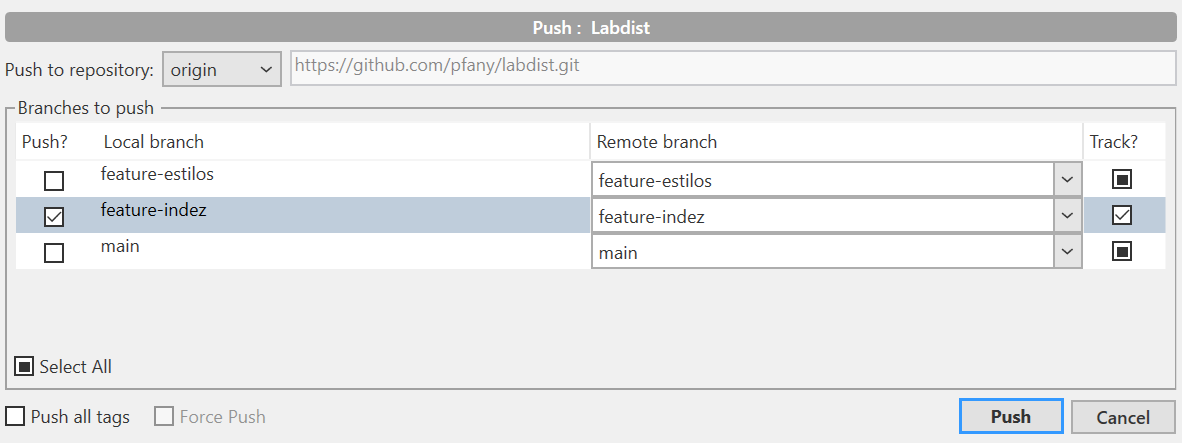 Push :  Labdist
Push to repository: origin https://github.com/pfany/labdist.git
Branches to push
Push? Local branch Remote branch Track?
feature-estilos feature-estilos
feature-indez feature-indez
main main
Select All
Push all tags Force Push Push Cancel